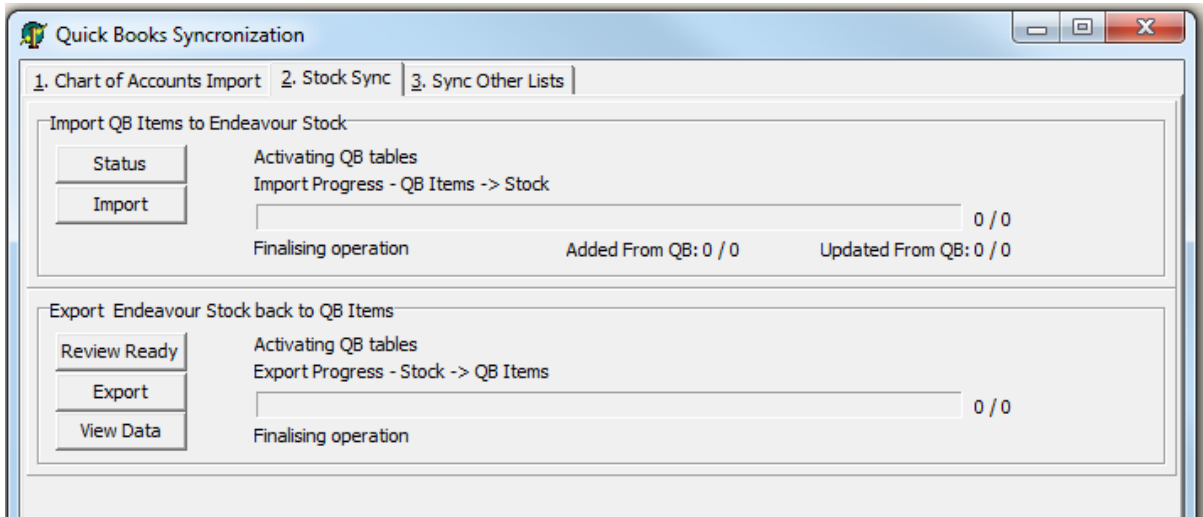 Quick Books Syncronization
1. Chart of Accounts Import 2. Stock Sync 3. Sync Other Lists
Import QB Items to Endeavour Stock
Status
Activating QB tables
Import Progress - QB Items -> Stock
Import
0 / 0
Finalising operation Added From QB: 0 / 0 Updated From QB: 0 / 0
Export Endeavour Stock back to QB Items
Review Ready
Activating QB tables
Export Progress - Stock -> QB Items
Export
0 / 0
View Data
Finalising operation